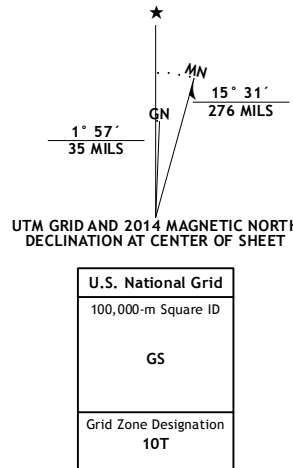 MN
15° 31´
276 MILS
GN
1° 57´
35 MILS
UTM GRID AND 2014 MAGNETIC NORTH
DECLINATION AT CENTER OF SHEET
U.S. National Grid
100,000-m Square ID
GS
Grid Zone Designation
10T